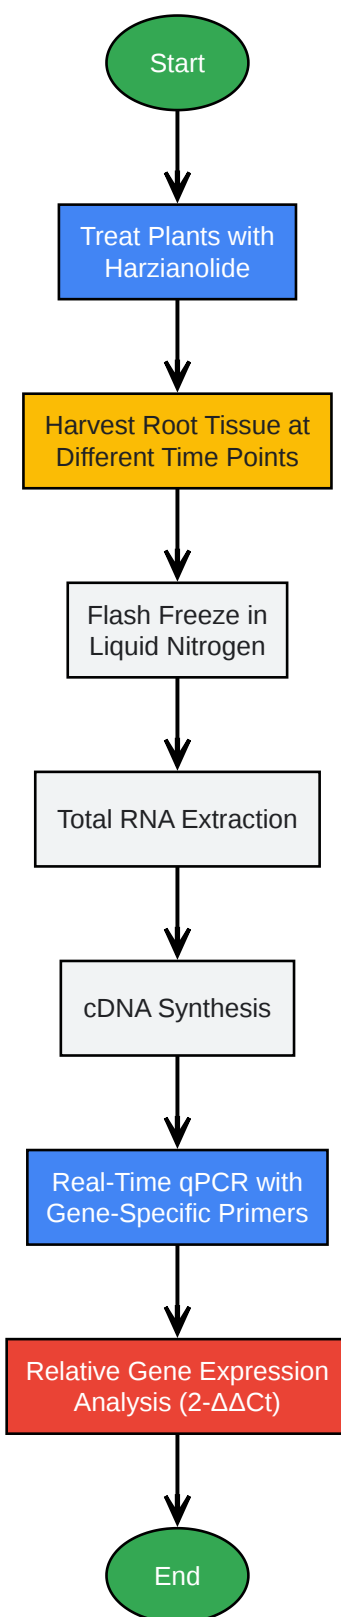 Start
Treat Plants with
Harzianolide
Harvest Root Tissue at
Different Time Points
Flash Freeze in
Liquid Nitrogen
Total RNA Extraction
cDNA Synthesis
Real-Time qPCR with
Gene-Specific Primers
Relative Gene Expression
Analysis (2-ΔΔCt)
End